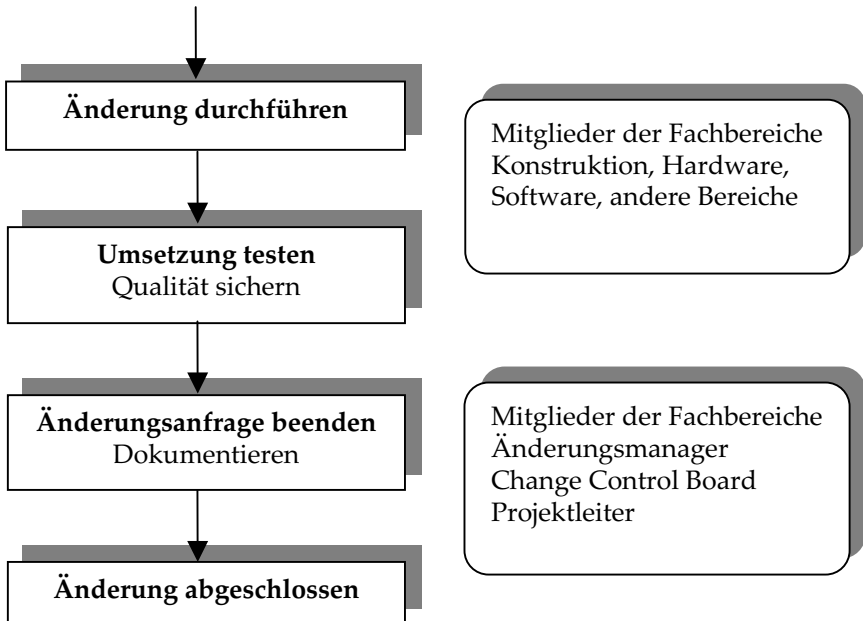 Änderung durchführen
Mitglieder der Fachbereiche
Konstruktion, Hardware,
Software, andere Bereiche
Umsetzung testen
Qualität sichern
Änderungsanfrage beenden
Dokumentieren
Mitglieder der Fachbereiche
Änderungsmanager
Change Control Board
Projektleiter
Änderung abgeschlossen